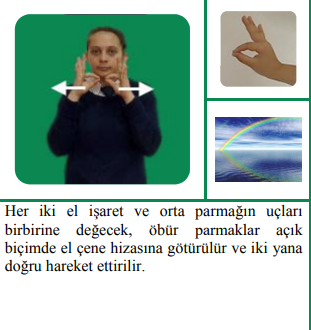 Her iki el işaret ve orta parmağın uçları
birbirine değecek, öbür parmaklar açık
biçimde el çene hizasına götürülür ve iki yana
doğru hareket ettirilir.